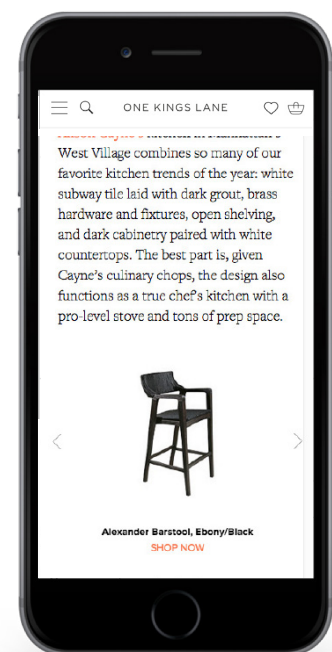 ONE KINGS LANE
West Village combines so many of our
favorite kitchen trends of the year: white
subway tile laid with dark grout, brass
hardware and fixtures, open shelving,
and dark cabinetry paired with white
countertops. The best part is, given
Cayne's culinary chops, the design also
functions as a true chef's kitchen with a
pro-level stove and tons of prep space.
Alexander Barstool, Ebony/Black
SHOP NOW